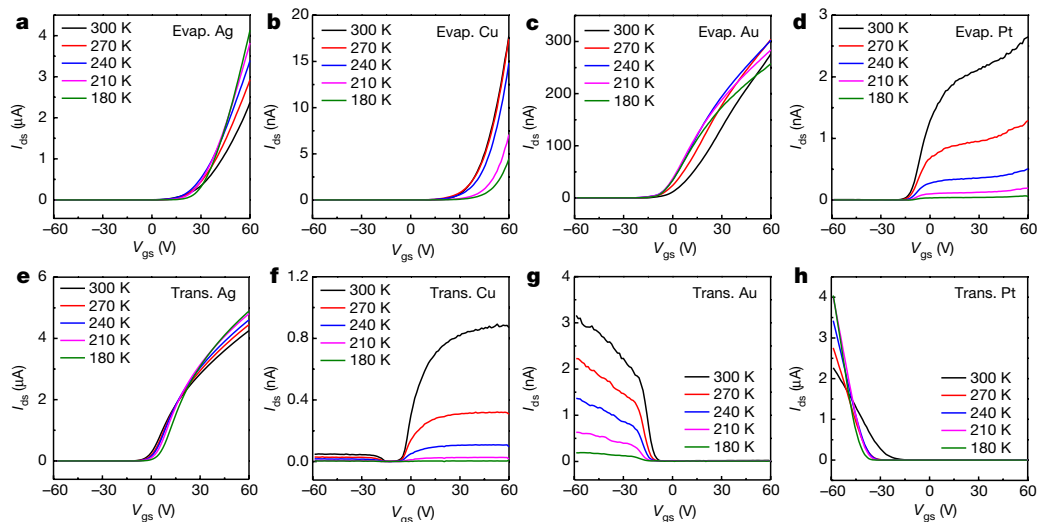 a
Evap. Ag
300 K
270 K
240 K
210 K
180 K
I_ds (μA)
4
3
2
1
0
−60 −30 0 30 60
V_gs (V)
b
Evap. Cu
300 K
270 K
240 K
210 K
180 K
I_ds (nA)
25
20
15
10
5
0
−60 −30 0 30 60
V_gs (V)
c
Evap. Au
300 K
270 K
240 K
210 K
180 K
I_ds (nA)
300
200
100
0
−60 −30 0 30 60
V_gs (V)
d
Evap. Pt
300 K
270 K
240 K
210 K
180 K
I_ds (nA)
3
2
1
0
−60 −30 0 30 60
V_gs (V)
e
Trans. Ag
300 K
270 K
240 K
210 K
180 K
I_ds (μA)
6
4
2
0
−60 −30 0 30 60
V_gs (V)
f
Trans. Cu
300 K
270 K
240 K
210 K
180 K
I_ds (nA)
1.2
0.8
0.4
0.0
−60 −30 0 30 60
V_gs (V)
g
Trans. Au
300 K
270 K
240 K
210 K
180 K
I_ds (nA)
4
3
2
1
0
−60 −30 0 30 60
V_gs (V)
h
Trans. Pt
300 K
270 K
240 K
210 K
180 K
I_ds (μA)
4
3
2
1
0
−60 −30 0 30 60
V_gs (V)